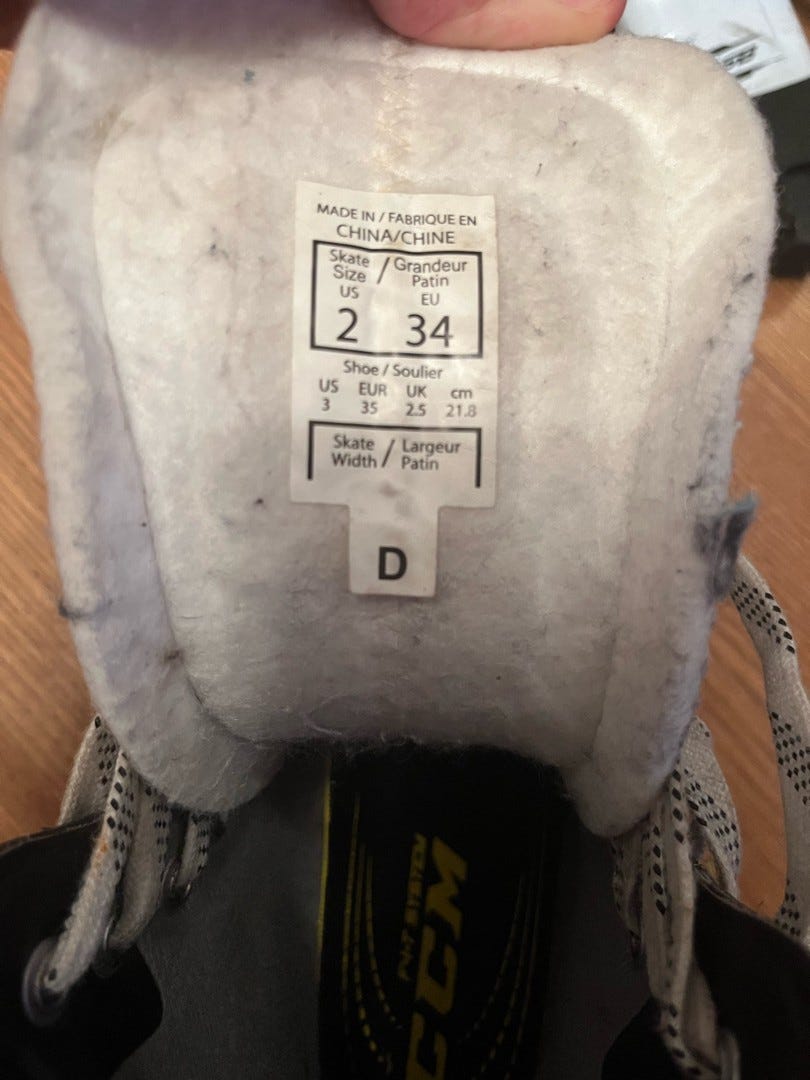 MADE IN / FABRIQUE EN
CHINA/CHINE
Skate Size / Grandeur Patin
US EU
2 34
Shoe / Soulier
US EUR UK cm
3 35 2.5 21.8
Skate Width / Largeur Patin
D
CCM